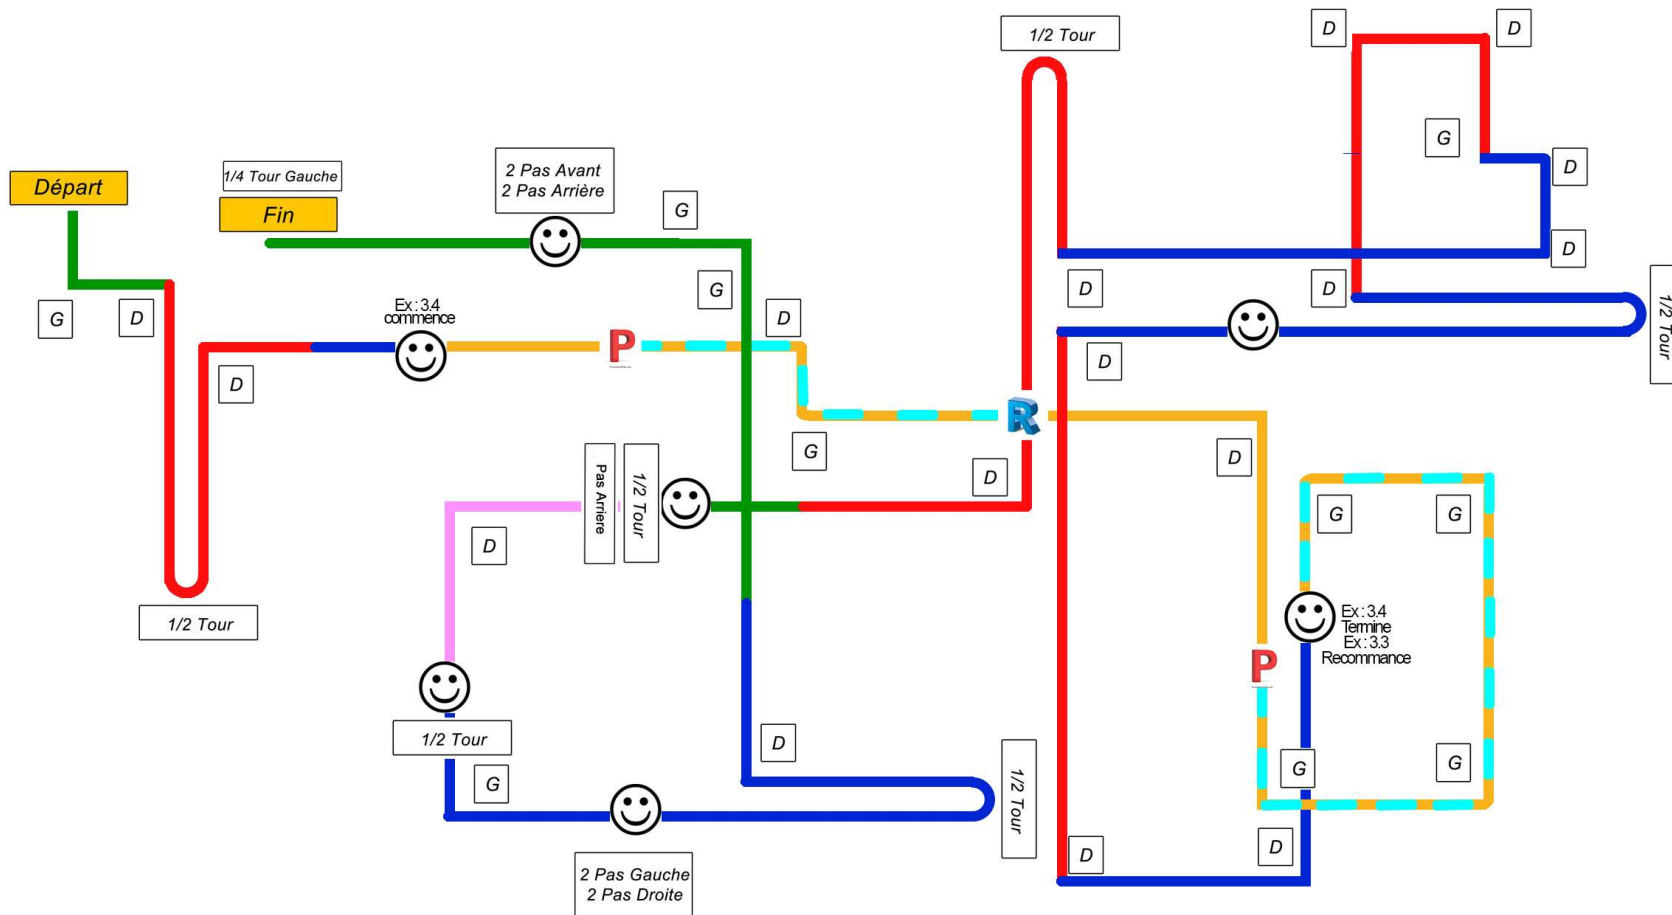 1/2 Tour
D
D
G
D
2 Pas Avant
2 Pas Arrière
1/4 Tour Gauche
Départ
Fin
G
D
G
D
D
1/2 Tour
Ex : 3.4
commence
G
D
D
P
D
D
R
G
D
D
Pas Arriere
1/2 Tour
G
G
D
1/2 Tour
Ex : 3.4
Termine
Ex : 3.3
Recommance
P
1/2 Tour
D
G
G
G
1/2 Tour
D
D
2 Pas Gauche
2 Pas Droite